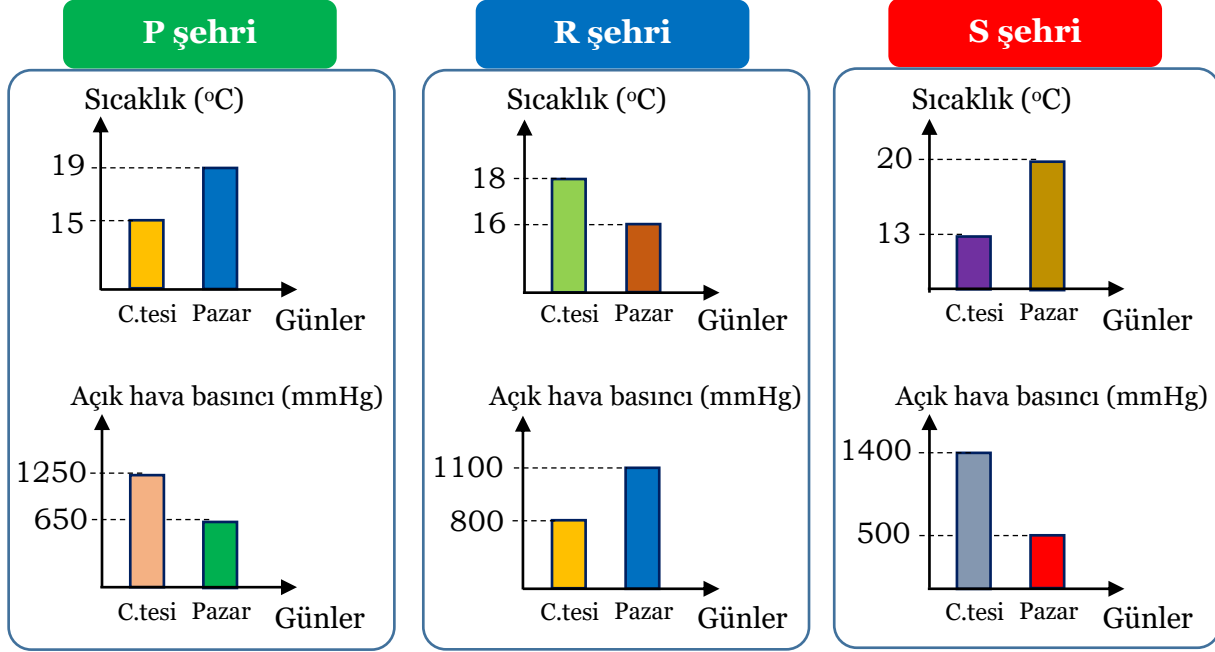 P şehri
Sıcaklık (°C)
19
15
C.tesi Pazar
Günler
Açık hava basıncı (mmHg)
1250
650
C.tesi Pazar
Günler
R şehri
Sıcaklık (°C)
18
16
C.tesi Pazar
Günler
Açık hava basıncı (mmHg)
1100
800
C.tesi Pazar
Günler
S şehri
Sıcaklık (°C)
20
13
C.tesi Pazar
Günler
Açık hava basıncı (mmHg)
1400
500
C.tesi Pazar
Günler